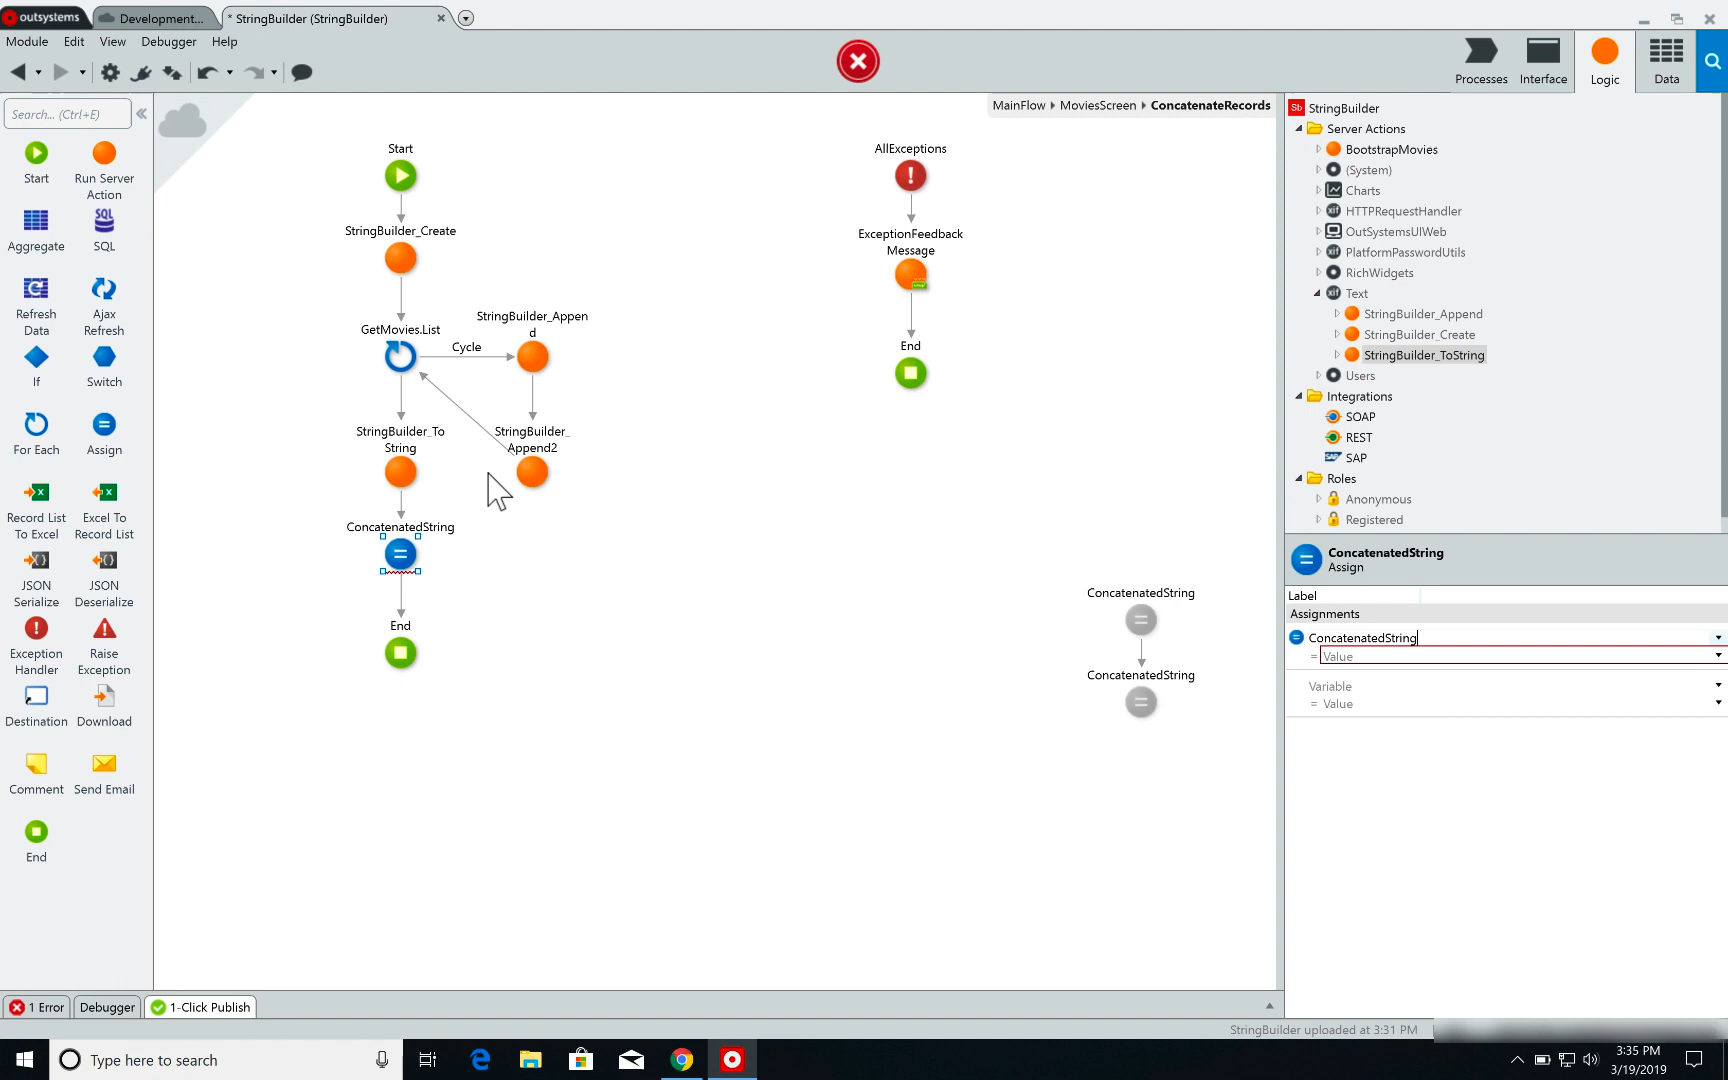 outsystems
Development...
* StringBuilder (StringBuilder)
Module Edit View Debugger Help
Processes Interface Logic Data
Search... (Ctrl+E)
Start
Run Server
Action
Aggregate
SQL
Refresh
Data
Ajax
Refresh
If
Switch
For Each
Assign
Record List
To Excel
Excel To
Record List
JSON
Serialize
JSON
Deserialize
Exception
Handler
Raise
Exception
Destination
Download
Comment
Send Email
End
MainFlow MoviesScreen ConcatenateRecords
Start
StringBuilder_Create
GetMovies.List
Cycle
StringBuilder_Appen
d
StringBuilder_To
String
StringBuilder_
Append2
ConcatenatedString
End
AllExceptions
ExceptionFeedback
Message
End
ConcatenatedString
ConcatenatedString
Sb StringBuilder
Server Actions
BootstrapMovies
(System)
Charts
xif HTTPRequestHandler
OutSystemsUIWeb
xif PlatformPasswordUtils
RichWidgets
xif Text
StringBuilder_Append
StringBuilder_Create
StringBuilder_ToString
Users
Integrations
SOAP
REST
SAP SAP
Roles
Anonymous
Registered
ConcatenatedString
Assign
Label
Assignments
ConcatenatedString
= Value
Variable
= Value
1 Error Debugger 1-Click Publish
StringBuilder uploaded at 3:31 PM
Type here to search
3:35 PM
3/19/2019